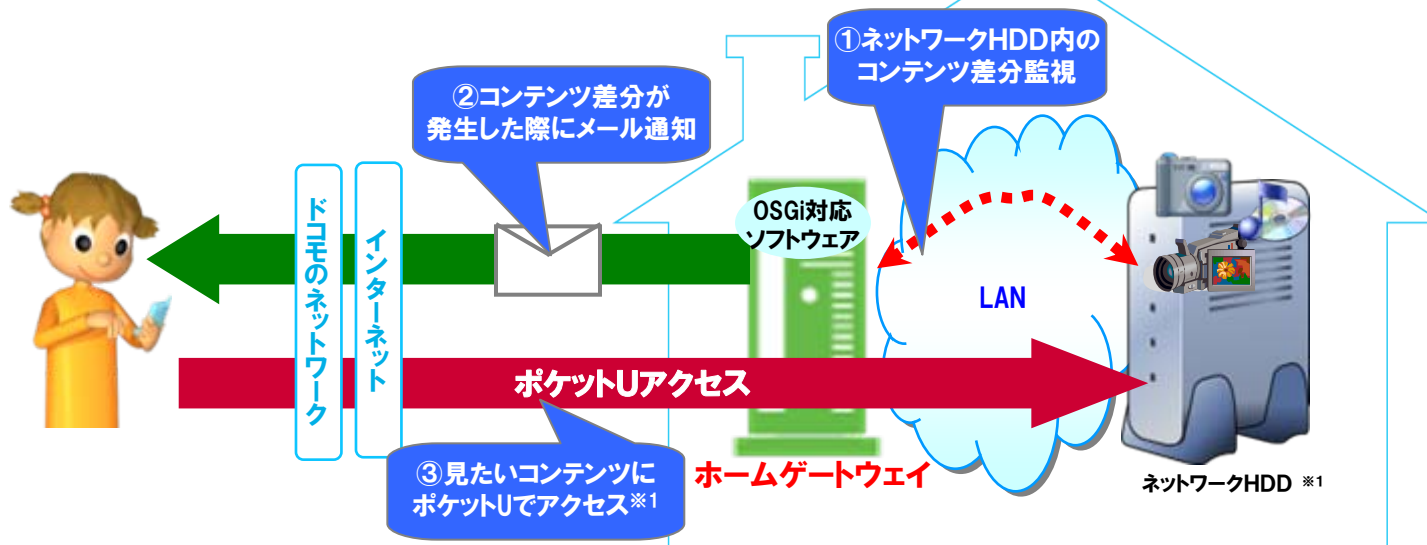 ①ネットワークHDD内の
コンテンツ差分監視
②コンテンツ差分が
発生した際にメール通知
ドコモのネットワーク
インターネット
OSGi対応
ソフトウェア
LAN
ポケットUアクセス
③見たいコンテンツに
ポケットUでアクセス※1
ホームゲートウェイ
ネットワークHDD ※1